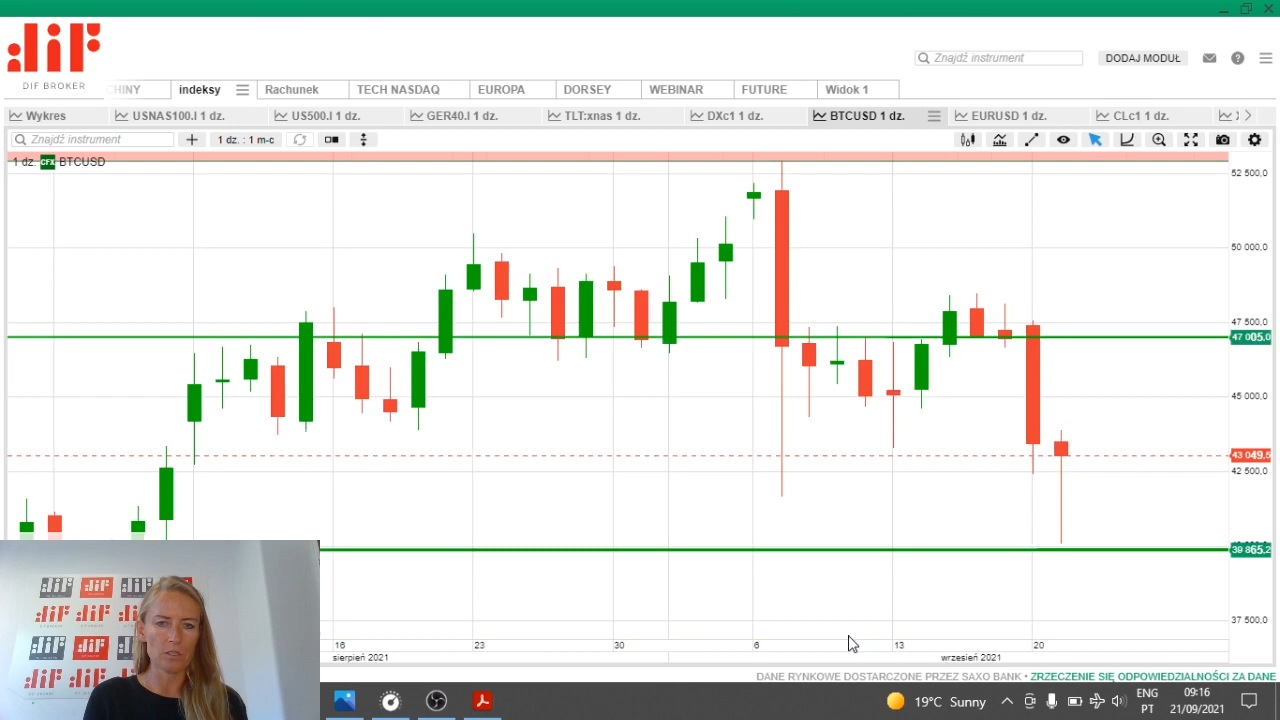 dif
DIF BROKER
Znajdź instrument
DODAJ MODUŁ
CHINY
indeksy
Rachunek
TECH NASDAQ
EUROPA
DORSEY
WEBINAR
FUTURE
Widok 1
Wykres
USNAS100.I 1 dz.
US500.I 1 dz.
GER40.I 1 dz.
TLT:xnas 1 dz.
DXc1 1 dz.
BTCUSD 1 dz.
EURUSD 1 dz.
CLc1 1 dz.
Znajdź instrument
1 dz. : 1 m-c
1 dz. CFX BTCUSD
52 500,0
50 000,0
47 500,0
47 005,0
45 000,0
43 049,5
42 500,0
39 865,2
37 500,0
16
23
30
6
13
20
sierpień 2021
wrzesień 2021
DANE RYNKOWE DOSTARCZONE PRZEZ SAXO BANK • ZRZECZENIE SIĘ ODPOWIEDZIALNOŚCI ZA DANE
19°C Sunny
ENG
PT
09:16
21/09/2021